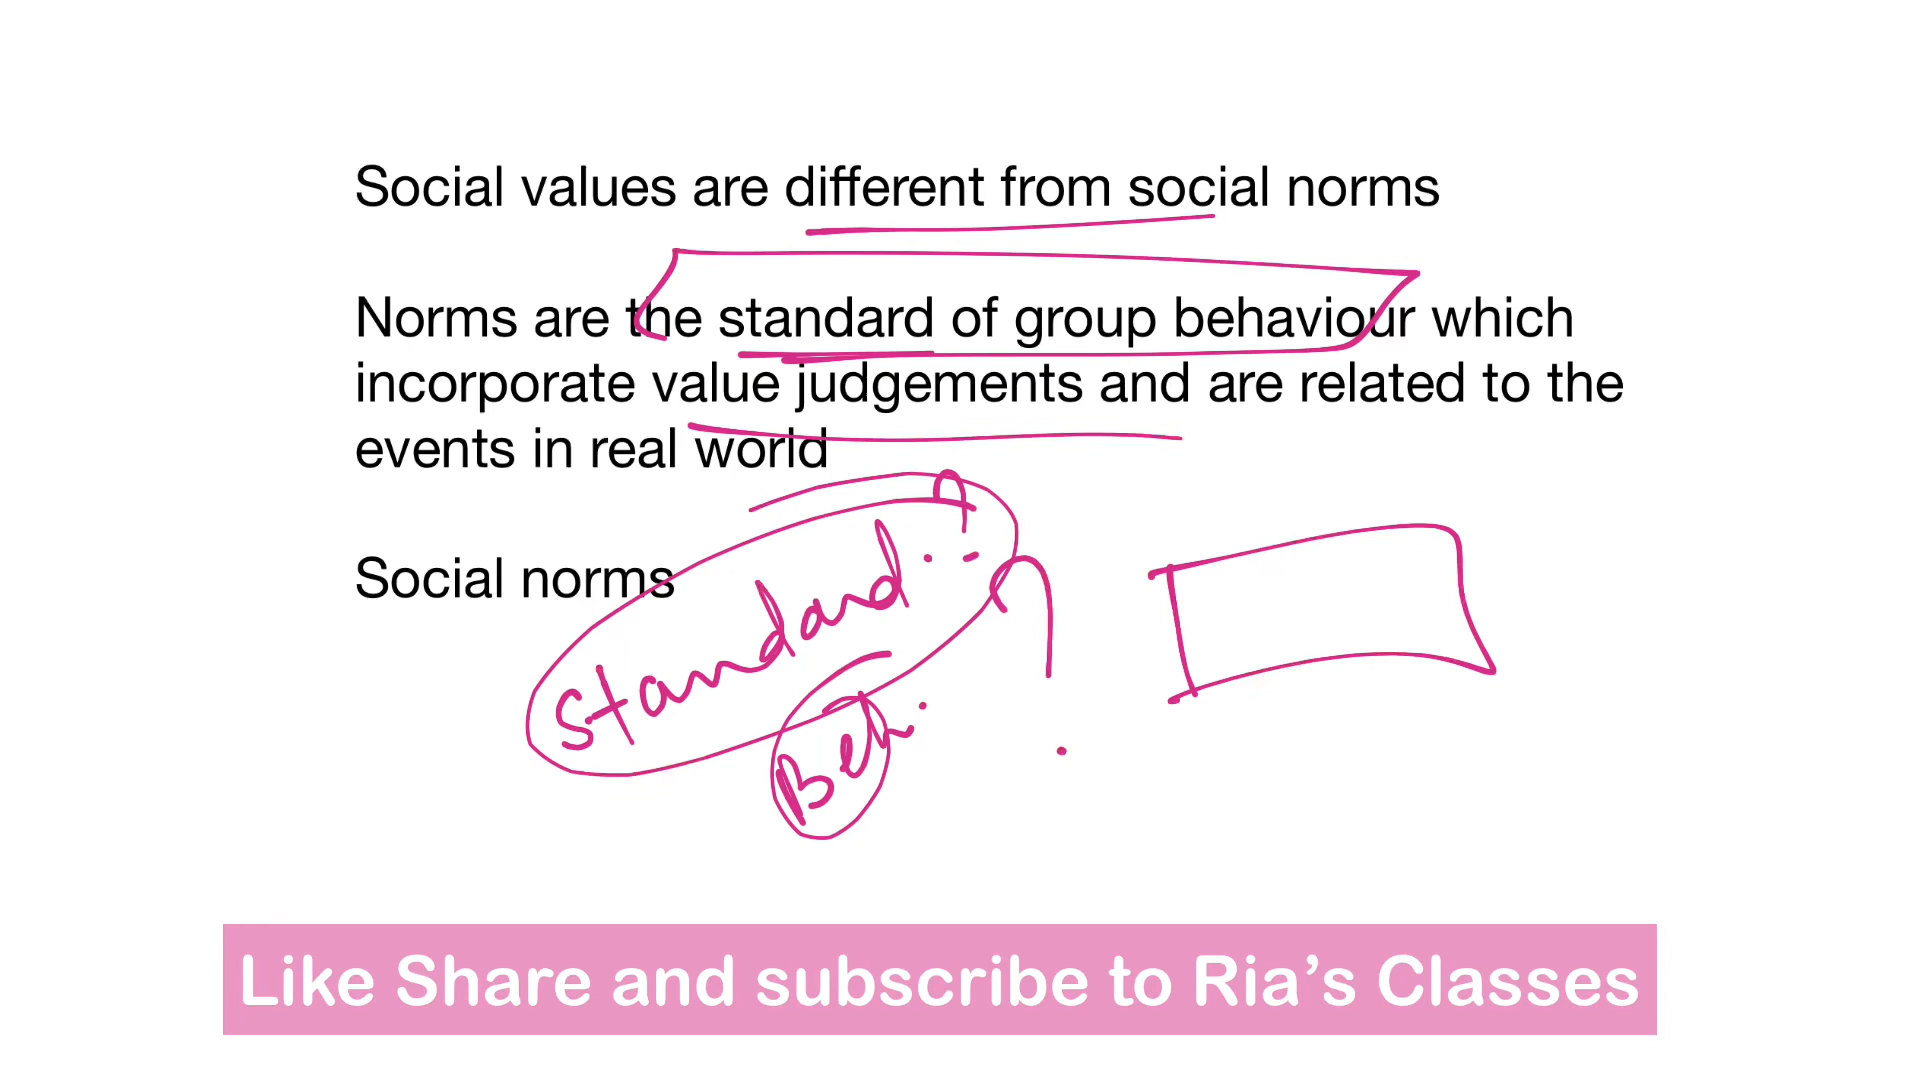 Social values are different from social norms
Norms are the standard of group behaviour which
incorporate value judgements and are related to the
events in real world
Social norms
standard
Beh.
Like Share and subscribe to Ria’s Classes